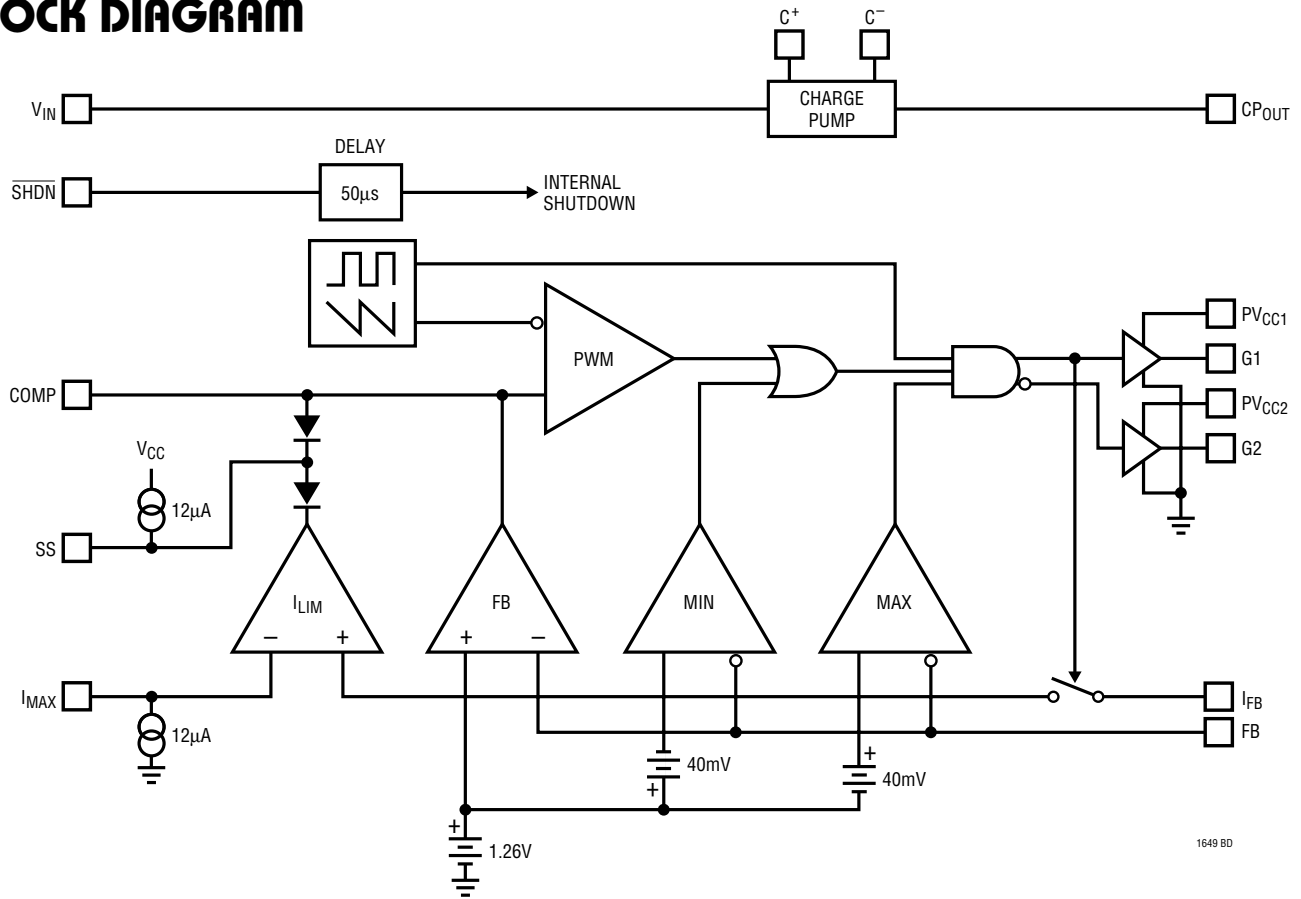 OCK DIAGRAM
C+ C–
VIN
CHARGE
PUMP
CPOUT
DELAY
SHDN
50µs
INTERNAL
SHUTDOWN
PWM
PVCC1
G1
COMP
PVCC2
G2
VCC
12µA
SS
ILIM
– +
FB
+ –
MIN
MAX
IMAX
IFB
12µA
FB
40mV
+
+
40mV
+
1.26V
1649 BD